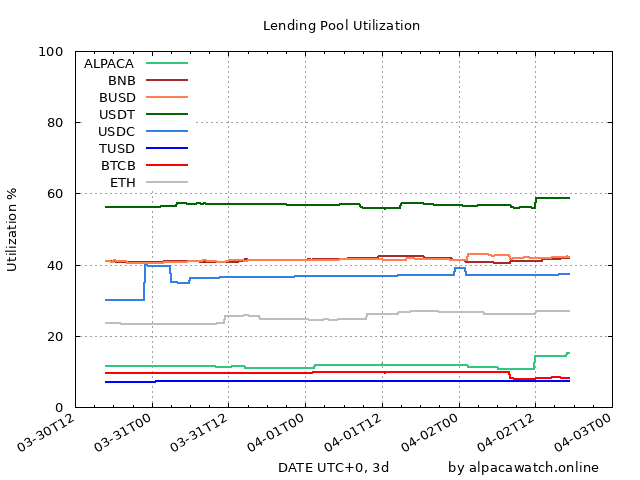 Lending Pool Utilization
100
80
60
40
20
0
Utilization %
ALPACA
BNB
BUSD
USDT
USDC
TUSD
BTCB
ETH
03-30T12
03-31T00
03-31T12
04-01T00
04-01T12
04-02T00
04-02T12
04-03T00
DATE UTC+0, 3d
by alpacawatch.online